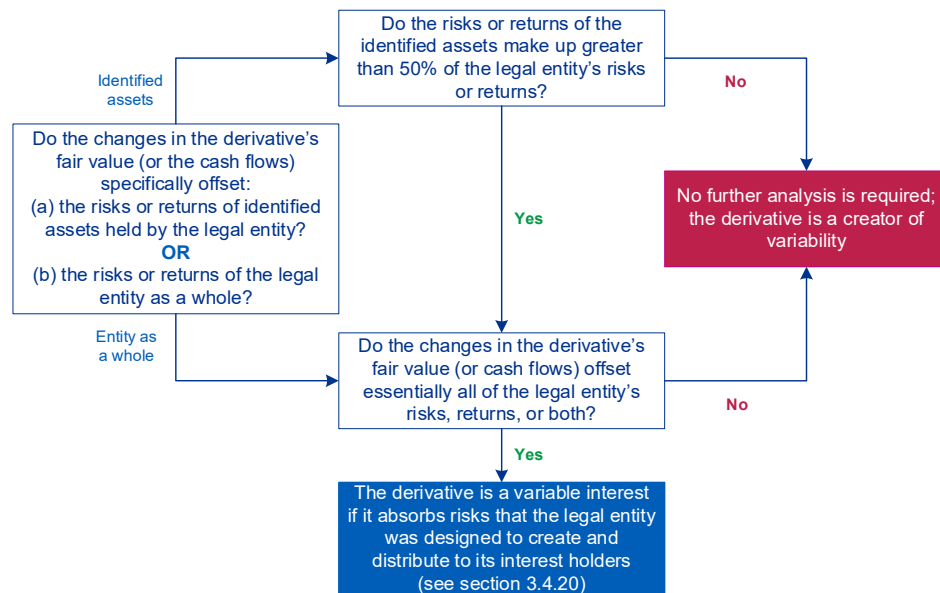 Do the risks or returns of the
identified assets make up greater
than 50% of the legal entity's risks
or returns?
No
Identified
assets
Do the changes in the derivative's
fair value (or the cash flows)
specifically offset:
(a) the risks or returns of identified
assets held by the legal entity?
OR
(b) the risks or returns of the legal
entity as a whole?
Yes
No further analysis is required;
the derivative is a creator of
variability
Entity as
a whole
Do the changes in the derivative's
fair value (or cash flows) offset
essentially all of the legal entity's
risks, returns, or both?
No
Yes
The derivative is a variable interest
if it absorbs risks that the legal entity
was designed to create and
distribute to its interest holders
(see section 3.4.20)